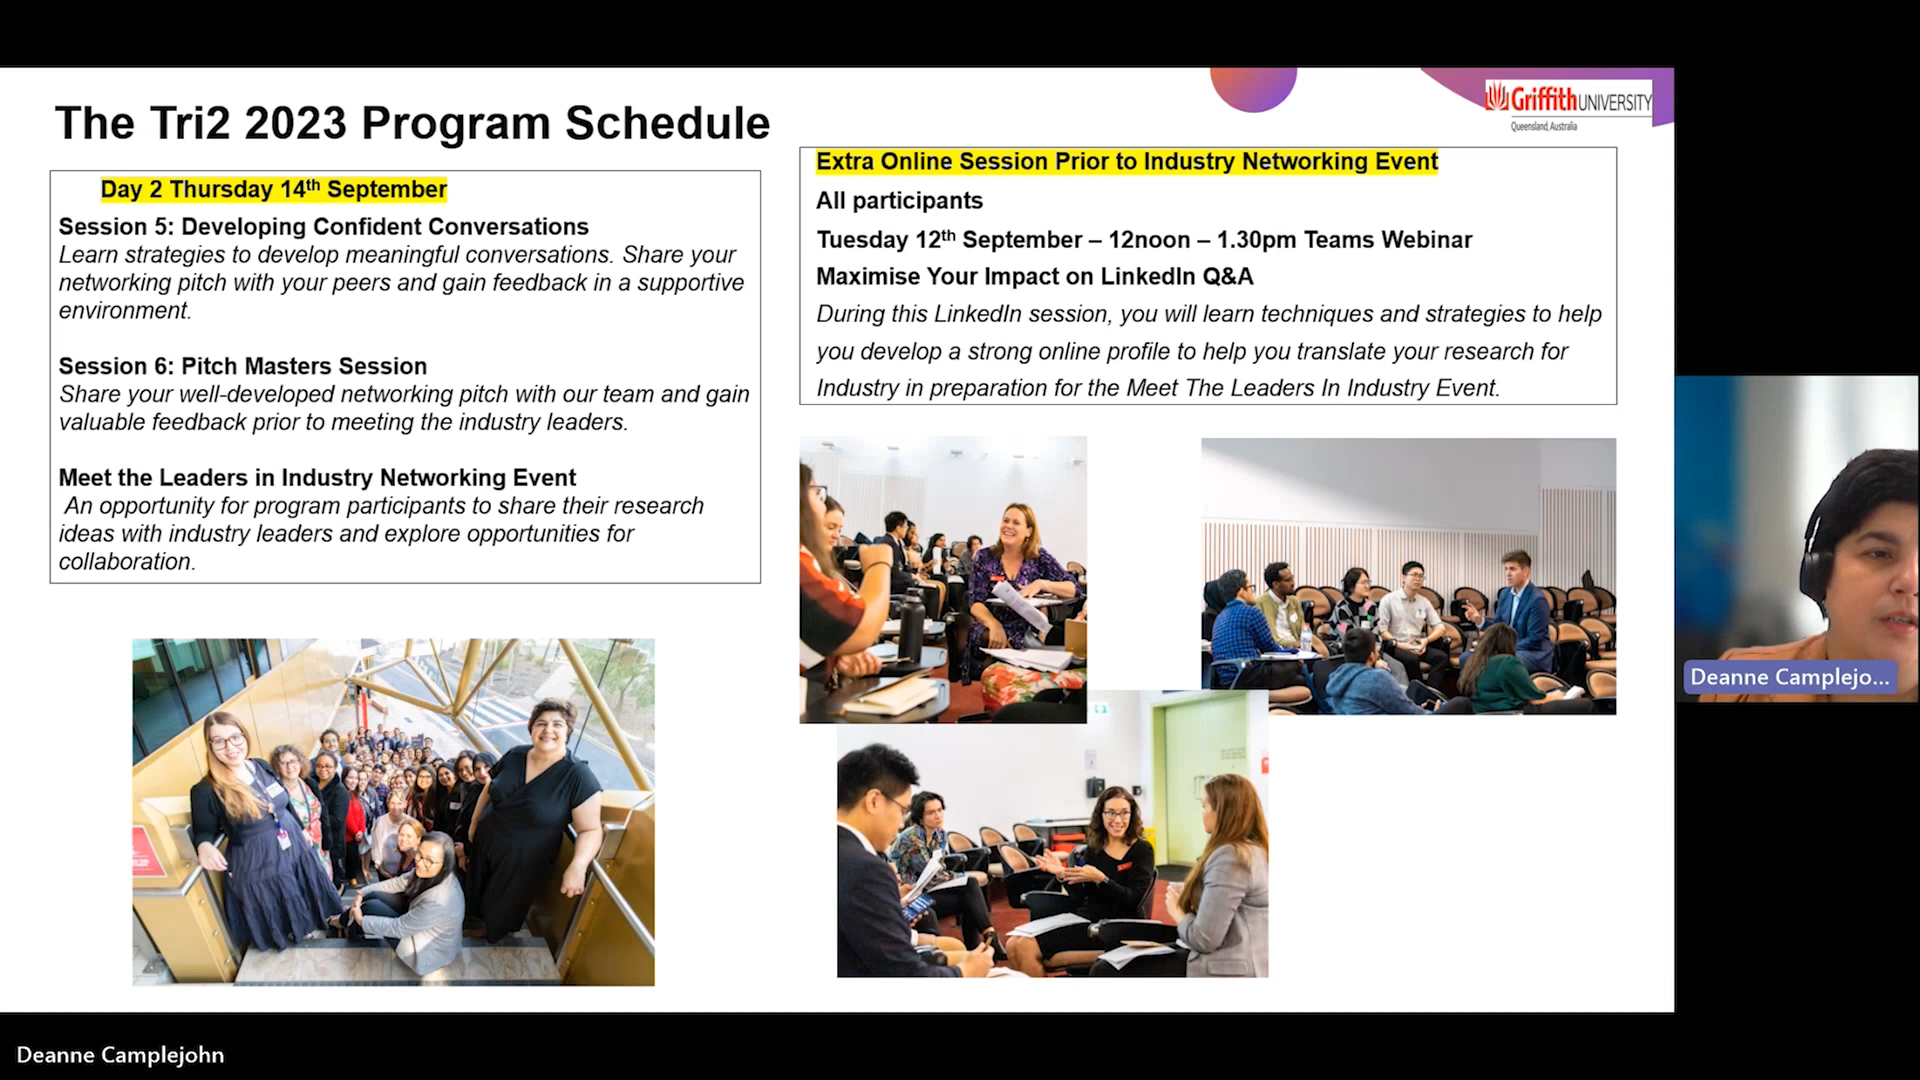 The Tri2 2023 Program Schedule
Griffith UNIVERSITY
Queensland, Australia
Day 2 Thursday 14th September
Session 5: Developing Confident Conversations
Learn strategies to develop meaningful conversations. Share your
networking pitch with your peers and gain feedback in a supportive
environment.
Session 6: Pitch Masters Session
Share your well-developed networking pitch with our team and gain
valuable feedback prior to meeting the industry leaders.
Meet the Leaders in Industry Networking Event
An opportunity for program participants to share their research
ideas with industry leaders and explore opportunities for
collaboration.
Extra Online Session Prior to Industry Networking Event
All participants
Tuesday 12th September – 12noon – 1.30pm Teams Webinar
Maximise Your Impact on LinkedIn Q&A
During this LinkedIn session, you will learn techniques and strategies to help
you develop a strong online profile to help you translate your research for
Industry in preparation for the Meet The Leaders In Industry Event.
Deanne Camplejo...
Deanne Camplejohn